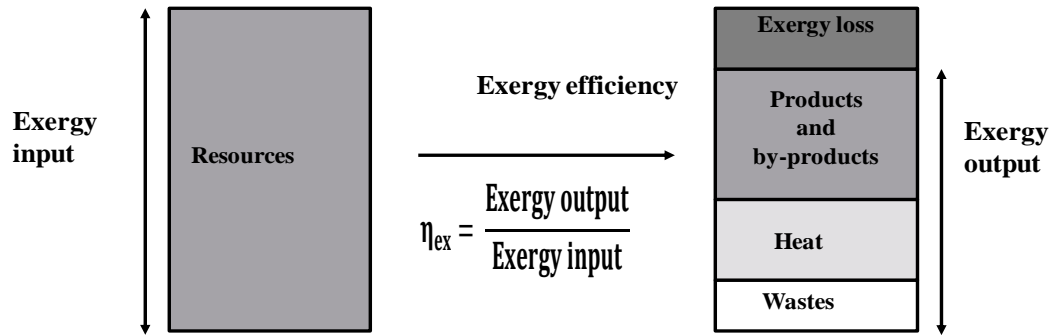 Exergy
input
Resources
Exergy efficiency
η_ex = Exergy output
Exergy input
Exergy loss
Products
and
by-products
Heat
Wastes
Exergy
output